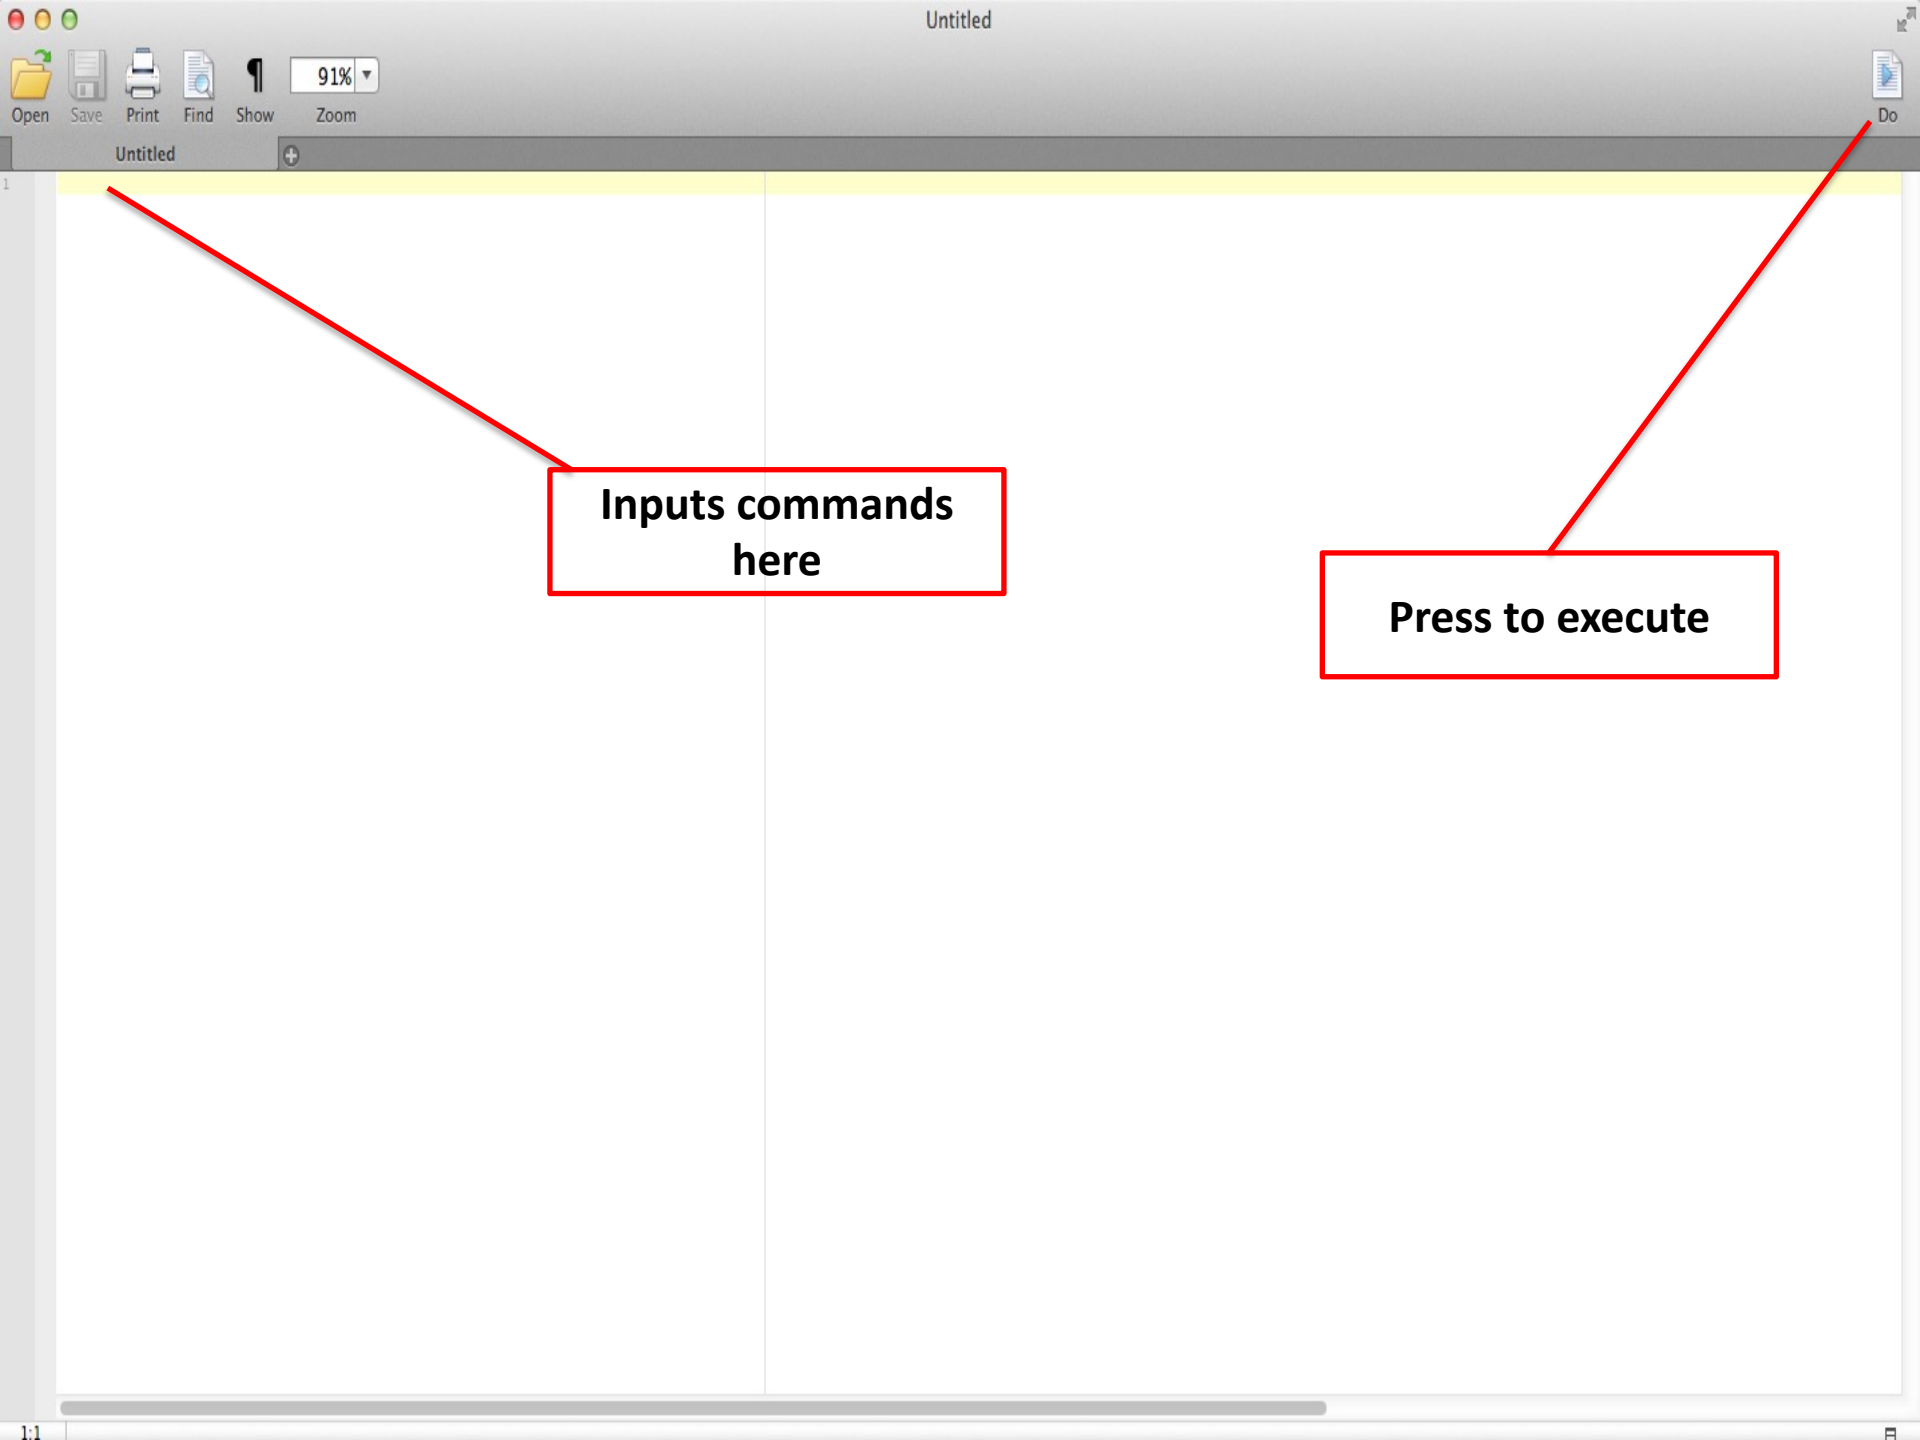 Untitled
91%
Open Save Print Find Show Zoom Do
Untitled
1
Inputs commands
here
Press to execute
1:1